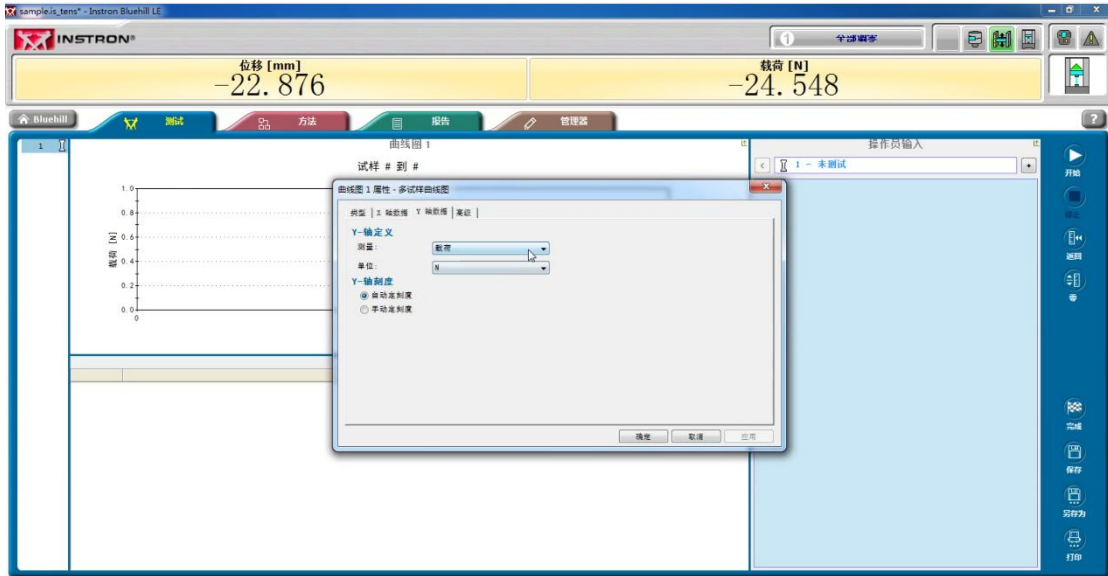 sample.is_tens* - Instron Bluehill LE
INSTRON®
1
位移 [mm]
-22.876
载荷 [N]
-24.548
Bluehill
测试
方法
报告
管理器
?
1
曲线图 1
试样 # 到 #
载荷 [N]
1.0
0.8
0.6
0.4
0.2
0.0
0
曲线图 1 属性 - 多试样曲线图
类型
X 轴数据
Y 轴数据
高级
Y-轴定义
测量:
载荷
单位:
N
Y-轴刻度
自动定刻度
手动定刻度
确定
取消
应用
操作员输入
<
1 - 未测试
开始
停止
返回
零
完成
保存
另存为
打印